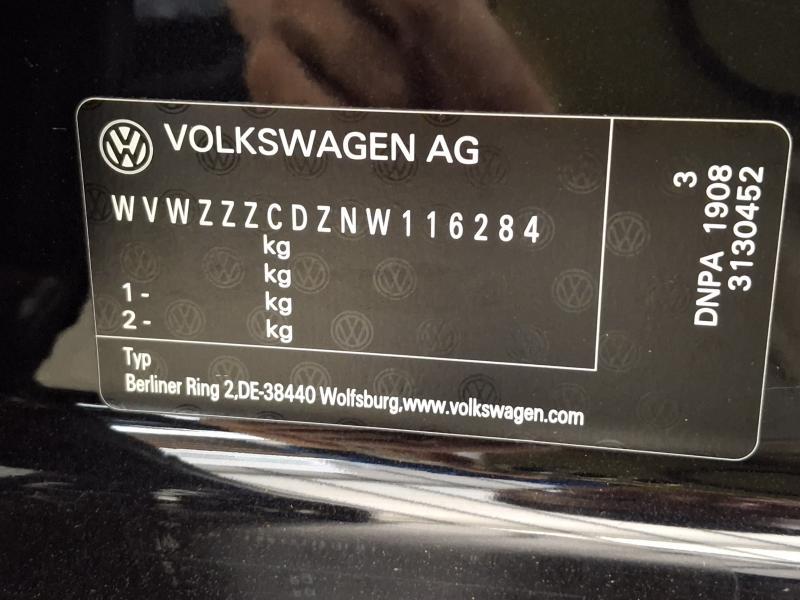 VOLKSWAGEN AG
WVWZZZCDZNW116284
kg
kg
1 - kg
2 - kg
Typ
Berliner Ring 2,DE-38440 Wolfsburg,www.volkswagen.com
3
DNPA 1908
3130452